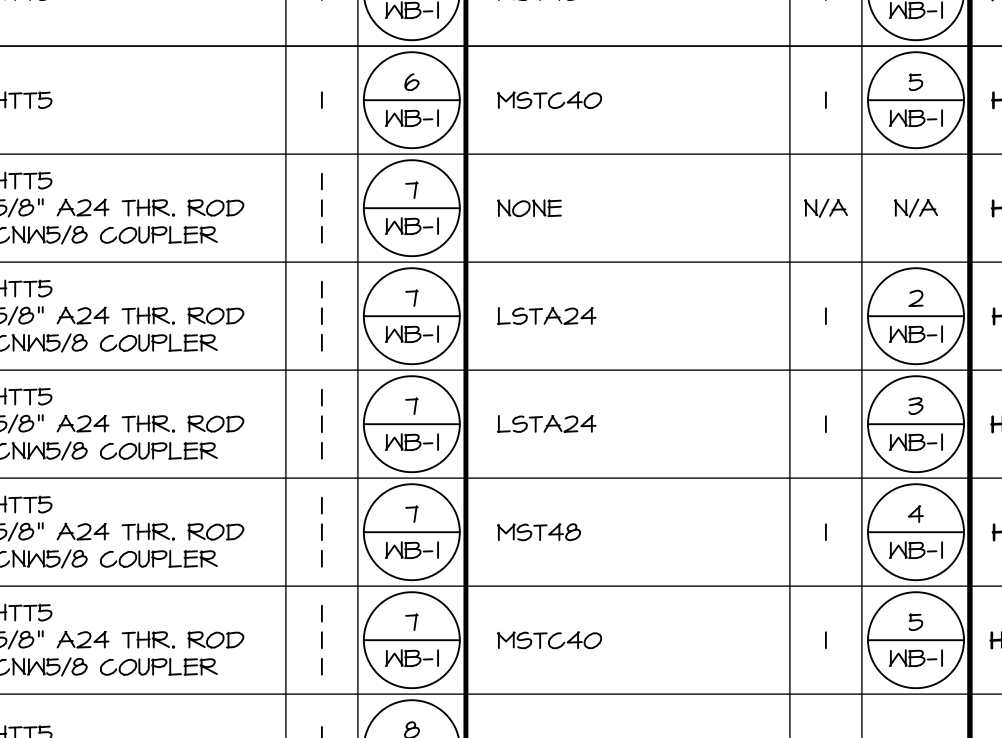 WB-1 WB-1
HTT5 1 6 WB-1 MSTC40 1 5 WB-1
HTT5 1
5/8" A24 THR. ROD 1 7 WB-1 NONE N/A N/A
CNW5/8 COUPLER 1
HTT5 1
5/8" A24 THR. ROD 1 7 WB-1 LSTA24 1 2 WB-1
CNW5/8 COUPLER 1
HTT5 1
5/8" A24 THR. ROD 1 7 WB-1 LSTA24 1 3 WB-1
CNW5/8 COUPLER 1
HTT5 1
5/8" A24 THR. ROD 1 7 WB-1 MST48 1 4 WB-1
CNW5/8 COUPLER 1
HTT5 1
5/8" A24 THR. ROD 1 7 WB-1 MSTC40 1 5 WB-1
CNW5/8 COUPLER 1
HTT5 1 8